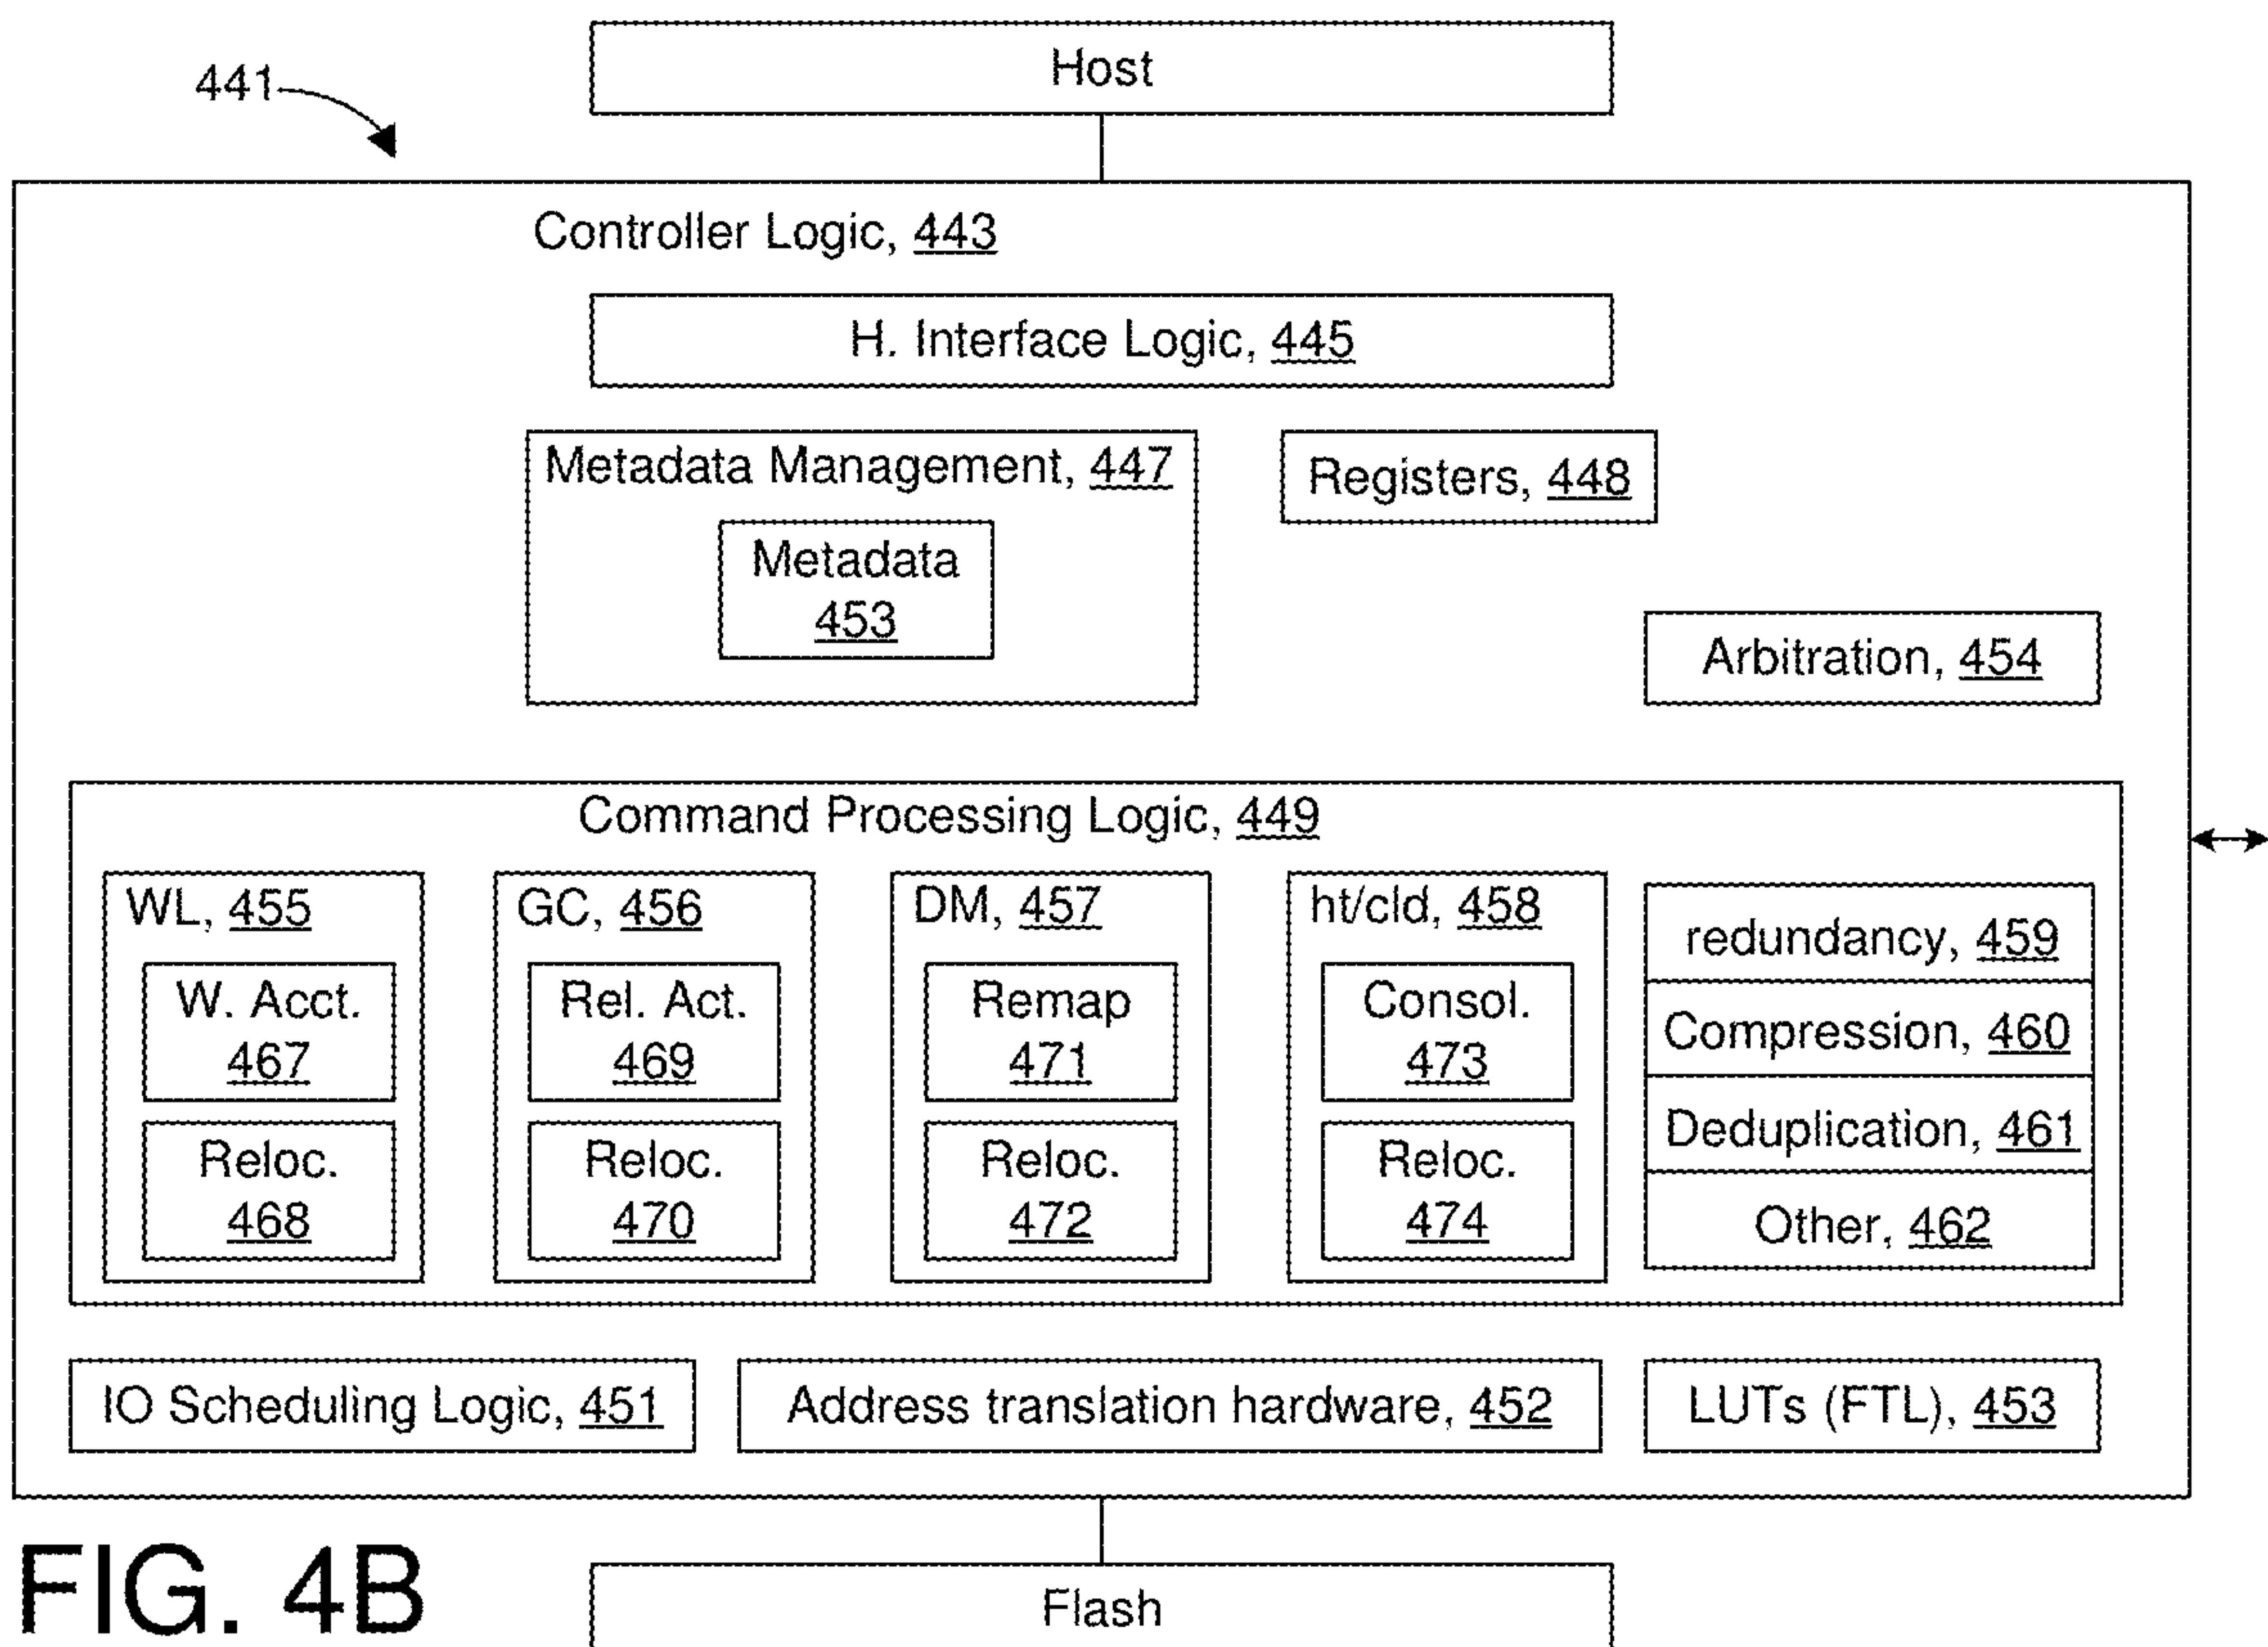 Host
441
Controller Logic, 443
H. Interface Logic, 445
Metadata Management, 447
Metadata
453
Registers, 448
Arbitration, 454
Command Processing Logic, 449
WL, 455
W. Acct.
467
Reloc.
468
GC, 456
Rel. Act.
469
Reloc.
470
DM, 457
Remap
471
Reloc.
472
ht/cld, 458
Consol.
473
Reloc.
474
redundancy, 459
Compression, 460
Deduplication, 461
Other, 462
IO Scheduling Logic, 451
Address translation hardware, 452
LUTs (FTL), 453
Flash
FIG. 4B